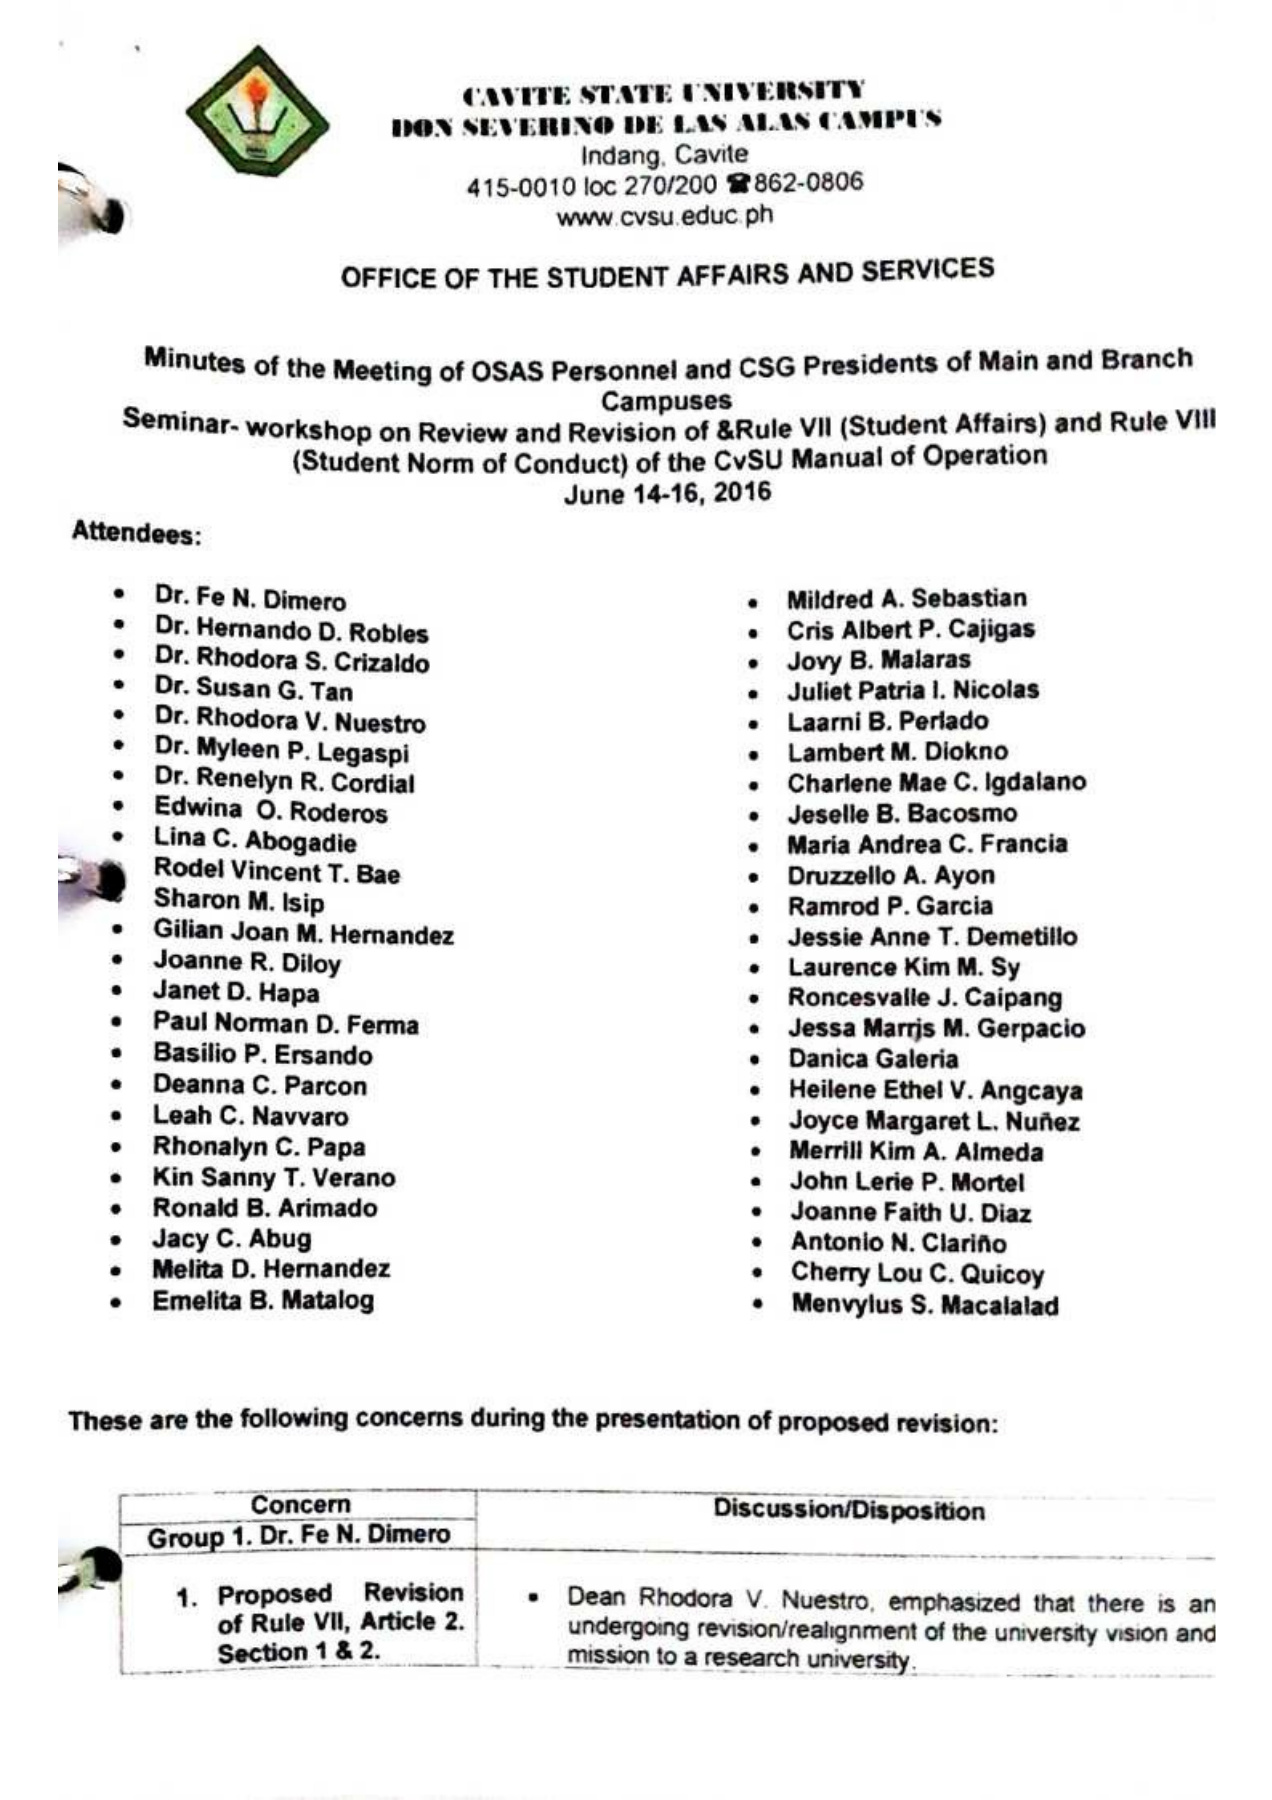 CAVITE STATE UNIVERSITY
DON SEVERINO DE LAS ALAS CAMPUS
Indang, Cavite
415-0010 loc 270/200 ☎862-0806
www.cvsu.educ.ph
OFFICE OF THE STUDENT AFFAIRS AND SERVICES
Minutes of the Meeting of OSAS Personnel and CSG Presidents of Main and Branch
Campuses
Seminar- workshop on Review and Revision of &Rule VII (Student Affairs) and Rule VIII
(Student Norm of Conduct) of the CvSU Manual of Operation
June 14-16, 2016
Attendees:
• Dr. Fe N. Dimero
• Dr. Hernando D. Robles
• Dr. Rhodora S. Crizaldo
• Dr. Susan G. Tan
• Dr. Rhodora V. Nuestro
• Dr. Myleen P. Legaspi
• Dr. Renelyn R. Cordial
• Edwina O. Roderos
• Lina C. Abogadie
Rodel Vincent T. Bae
Sharon M. Isip
• Gilian Joan M. Hernandez
• Joanne R. Diloy
• Janet D. Hapa
• Paul Norman D. Ferma
• Basilio P. Ersando
• Deanna C. Parcon
• Leah C. Navvaro
• Rhonalyn C. Papa
• Kin Sanny T. Verano
• Ronald B. Arimado
• Jacy C. Abug
• Melita D. Hernandez
• Emelita B. Matalog
• Mildred A. Sebastian
• Cris Albert P. Cajigas
• Jovy B. Malaras
• Juliet Patria I. Nicolas
• Laarni B. Perlado
• Lambert M. Diokno
• Charlene Mae C. Igdalano
• Jeselle B. Bacosmo
• Maria Andrea C. Francia
• Druzzello A. Ayon
• Ramrod P. Garcia
• Jessie Anne T. Demetillo
• Laurence Kim M. Sy
• Roncesvalle J. Caipang
• Jessa Marris M. Gerpacio
• Danica Galeria
• Heilene Ethel V. Angcaya
• Joyce Margaret L. Nuñez
• Merrill Kim A. Almeda
• John Lerie P. Mortel
• Joanne Faith U. Diaz
• Antonio N. Clariño
• Cherry Lou C. Quicoy
• Menvylus S. Macalalad
These are the following concerns during the presentation of proposed revision:
Concern
Group 1. Dr. Fe N. Dimero
Discussion/Disposition
1. Proposed Revision
of Rule VII, Article 2.
Section 1 & 2.
• Dean Rhodora V. Nuestro, emphasized that there is an
undergoing revision/realignment of the university vision and
mission to a research university.